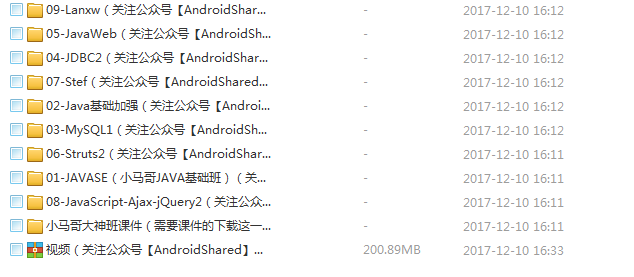 09-Lanxw（关注公众号【AndroidShar... - 2017-12-10 16:12
05-JavaWeb（关注公众号【AndroidSh... - 2017-12-10 16:12
04-JDBC2（关注公众号【AndroidShar... - 2017-12-10 16:12
07-Stef（关注公众号【AndroidShared... - 2017-12-10 16:12
02-Java基础加强（关注公众号【Androi... - 2017-12-10 16:12
03-MySQL1（关注公众号【AndroidSh... - 2017-12-10 16:12
06-Struts2（关注公众号【AndroidShar... - 2017-12-10 16:11
01-JAVASE（小马哥JAVA基础班）（关... - 2017-12-10 16:11
08-JavaScript-Ajax-jQuery2（关注公众... - 2017-12-10 16:11
小马哥大神班课件（需要课件的下载这一... - 2017-12-10 16:11
视频（关注公众号【AndroidShared】... 200.89MB 2017-12-10 16:33